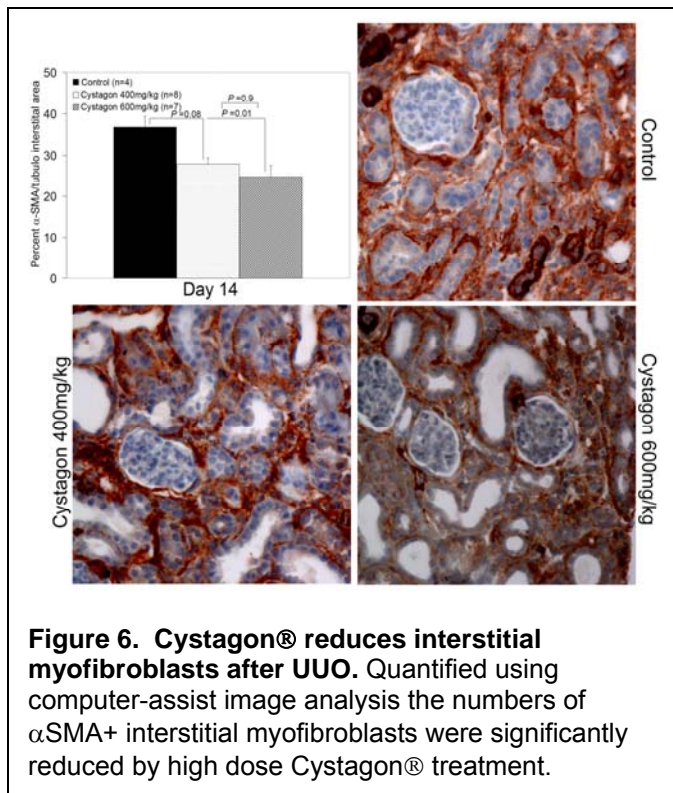 50
40
30
20
10
0
Percent α-SMA/tubulo interstital area
Control (n=4)
Cystagon 400mg/kg (n=8)
Cystagon 600mg/kg (n=7)
P =0.9
P =0.08
P =0.01
Day 14
Control
Cystagon 400mg/kg
Cystagon 600mg/kg
Figure 6. Cystagon® reduces interstitial
myofibroblasts after UUO. Quantified using
computer-assist image analysis the numbers of
αSMA+ interstitial myofibroblasts were significantly
reduced by high dose Cystagon® treatment.